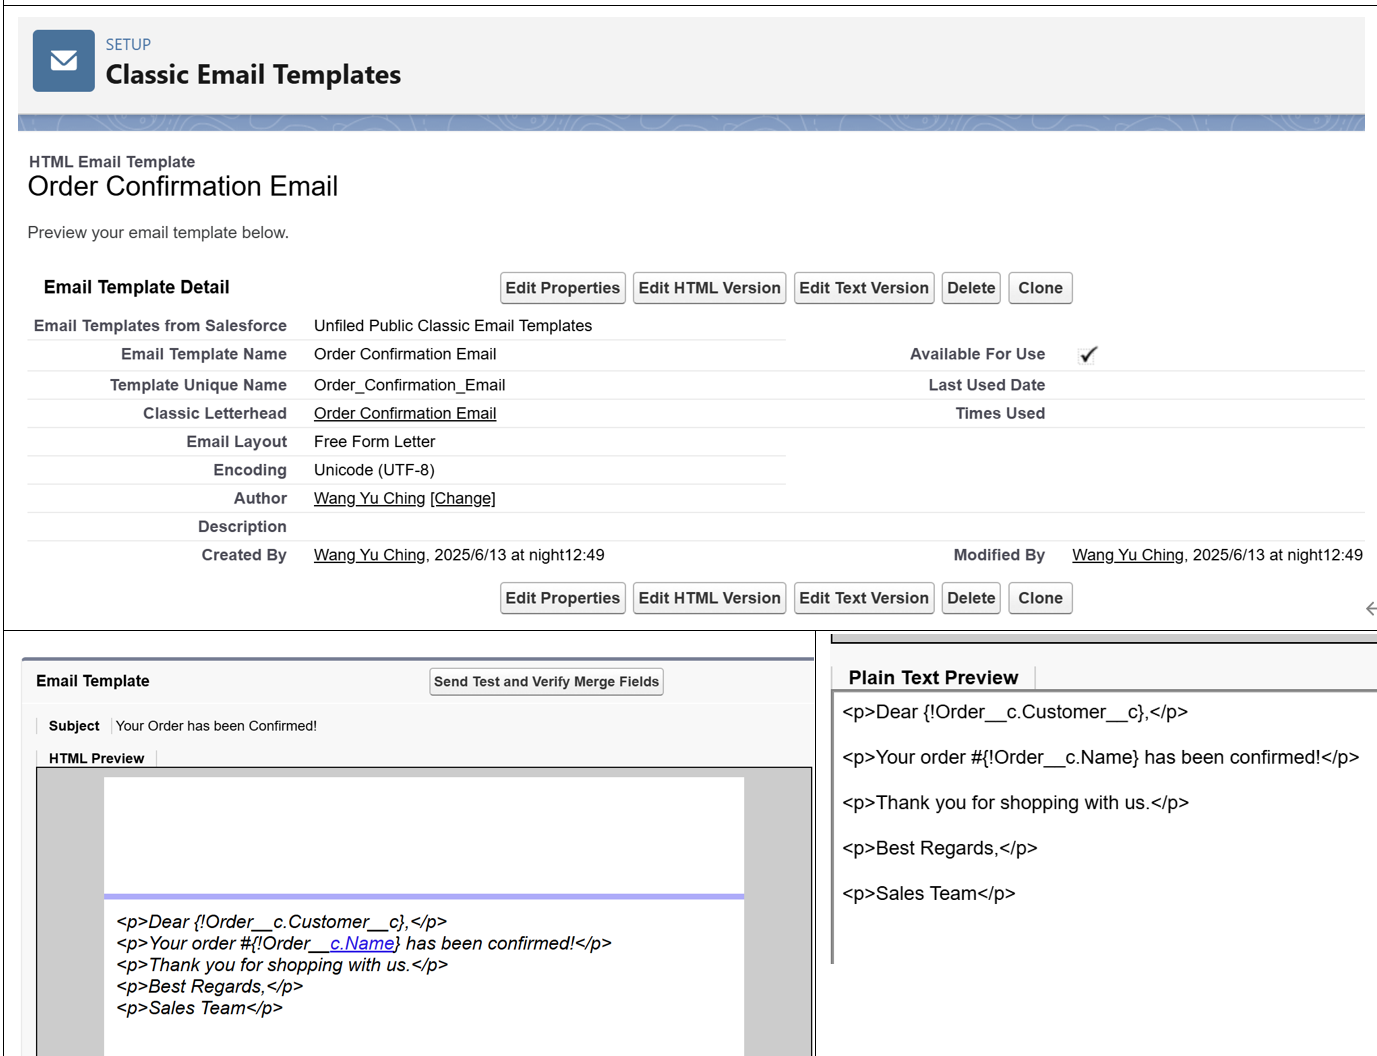 SETUP
Classic Email Templates
HTML Email Template
Order Confirmation Email
Preview your email template below.
Email Template Detail
Edit Properties
Edit HTML Version
Edit Text Version
Delete
Clone
Email Templates from Salesforce Unfiled Public Classic Email Templates
Email Template Name Order Confirmation Email Available For Use
Template Unique Name Order_Confirmation_Email Last Used Date
Classic Letterhead Order Confirmation Email Times Used
Email Layout Free Form Letter
Encoding Unicode (UTF-8)
Author Wang Yu Ching [Change]
Description
Created By Wang Yu Ching, 2025/6/13 at night12:49 Modified By Wang Yu Ching, 2025/6/13 at night12:49
Edit Properties
Edit HTML Version
Edit Text Version
Delete
Clone
Email Template
Send Test and Verify Merge Fields
Subject Your Order has been Confirmed!
HTML Preview
<p>Dear {!Order__c.Customer__c},</p>
<p>Your order #{!Order__c.Name} has been confirmed!</p>
<p>Thank you for shopping with us.</p>
<p>Best Regards,</p>
<p>Sales Team</p>
Plain Text Preview
<p>Dear {!Order__c.Customer__c},</p>
<p>Your order #{!Order__c.Name} has been confirmed!</p>
<p>Thank you for shopping with us.</p>
<p>Best Regards,</p>
<p>Sales Team</p>